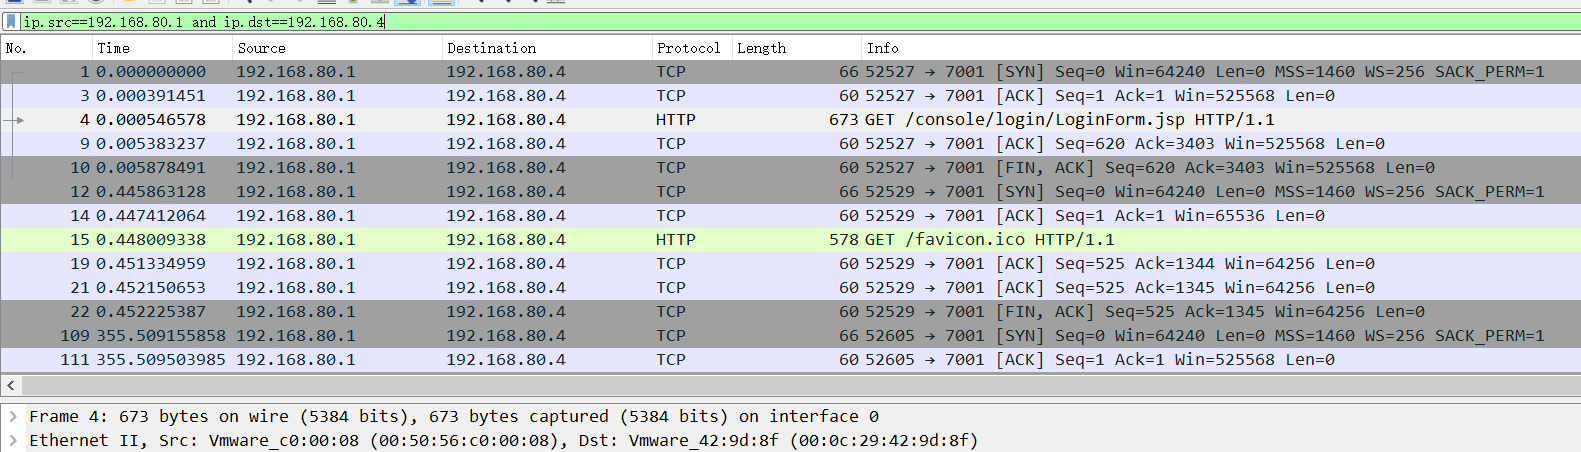 ip.src==192.168.80.1 and ip.dst==192.168.80.4
No. Time Source Destination Protocol Length Info
1 0.000000000 192.168.80.1 192.168.80.4 TCP 66 52527 → 7001 [SYN] Seq=0 Win=64240 Len=0 MSS=1460 WS=256 SACK_PERM=1
3 0.000391451 192.168.80.1 192.168.80.4 TCP 60 52527 → 7001 [ACK] Seq=1 Ack=1 Win=525568 Len=0
4 0.000546578 192.168.80.1 192.168.80.4 HTTP 673 GET /console/login/LoginForm.jsp HTTP/1.1
9 0.005383237 192.168.80.1 192.168.80.4 TCP 60 52527 → 7001 [ACK] Seq=620 Ack=3403 Win=525568 Len=0
10 0.005878491 192.168.80.1 192.168.80.4 TCP 60 52527 → 7001 [FIN, ACK] Seq=620 Ack=3403 Win=525568 Len=0
12 0.445863128 192.168.80.1 192.168.80.4 TCP 66 52529 → 7001 [SYN] Seq=0 Win=64240 Len=0 MSS=1460 WS=256 SACK_PERM=1
14 0.447412064 192.168.80.1 192.168.80.4 TCP 60 52529 → 7001 [ACK] Seq=1 Ack=1 Win=65536 Len=0
15 0.448009338 192.168.80.1 192.168.80.4 HTTP 578 GET /favicon.ico HTTP/1.1
19 0.451334959 192.168.80.1 192.168.80.4 TCP 60 52529 → 7001 [ACK] Seq=525 Ack=1344 Win=64256 Len=0
21 0.452150653 192.168.80.1 192.168.80.4 TCP 60 52529 → 7001 [ACK] Seq=525 Ack=1345 Win=64256 Len=0
22 0.452225387 192.168.80.1 192.168.80.4 TCP 60 52529 → 7001 [FIN, ACK] Seq=525 Ack=1345 Win=64256 Len=0
109 355.509155858 192.168.80.1 192.168.80.4 TCP 66 52605 → 7001 [SYN] Seq=0 Win=64240 Len=0 MSS=1460 WS=256 SACK_PERM=1
111 355.509503985 192.168.80.1 192.168.80.4 TCP 60 52605 → 7001 [ACK] Seq=1 Ack=1 Win=525568 Len=0
Frame 4: 673 bytes on wire (5384 bits), 673 bytes captured (5384 bits) on interface 0
Ethernet II, Src: Vmware_c0:00:08 (00:50:56:c0:00:08), Dst: Vmware_42:9d:8f (00:0c:29:42:9d:8f)